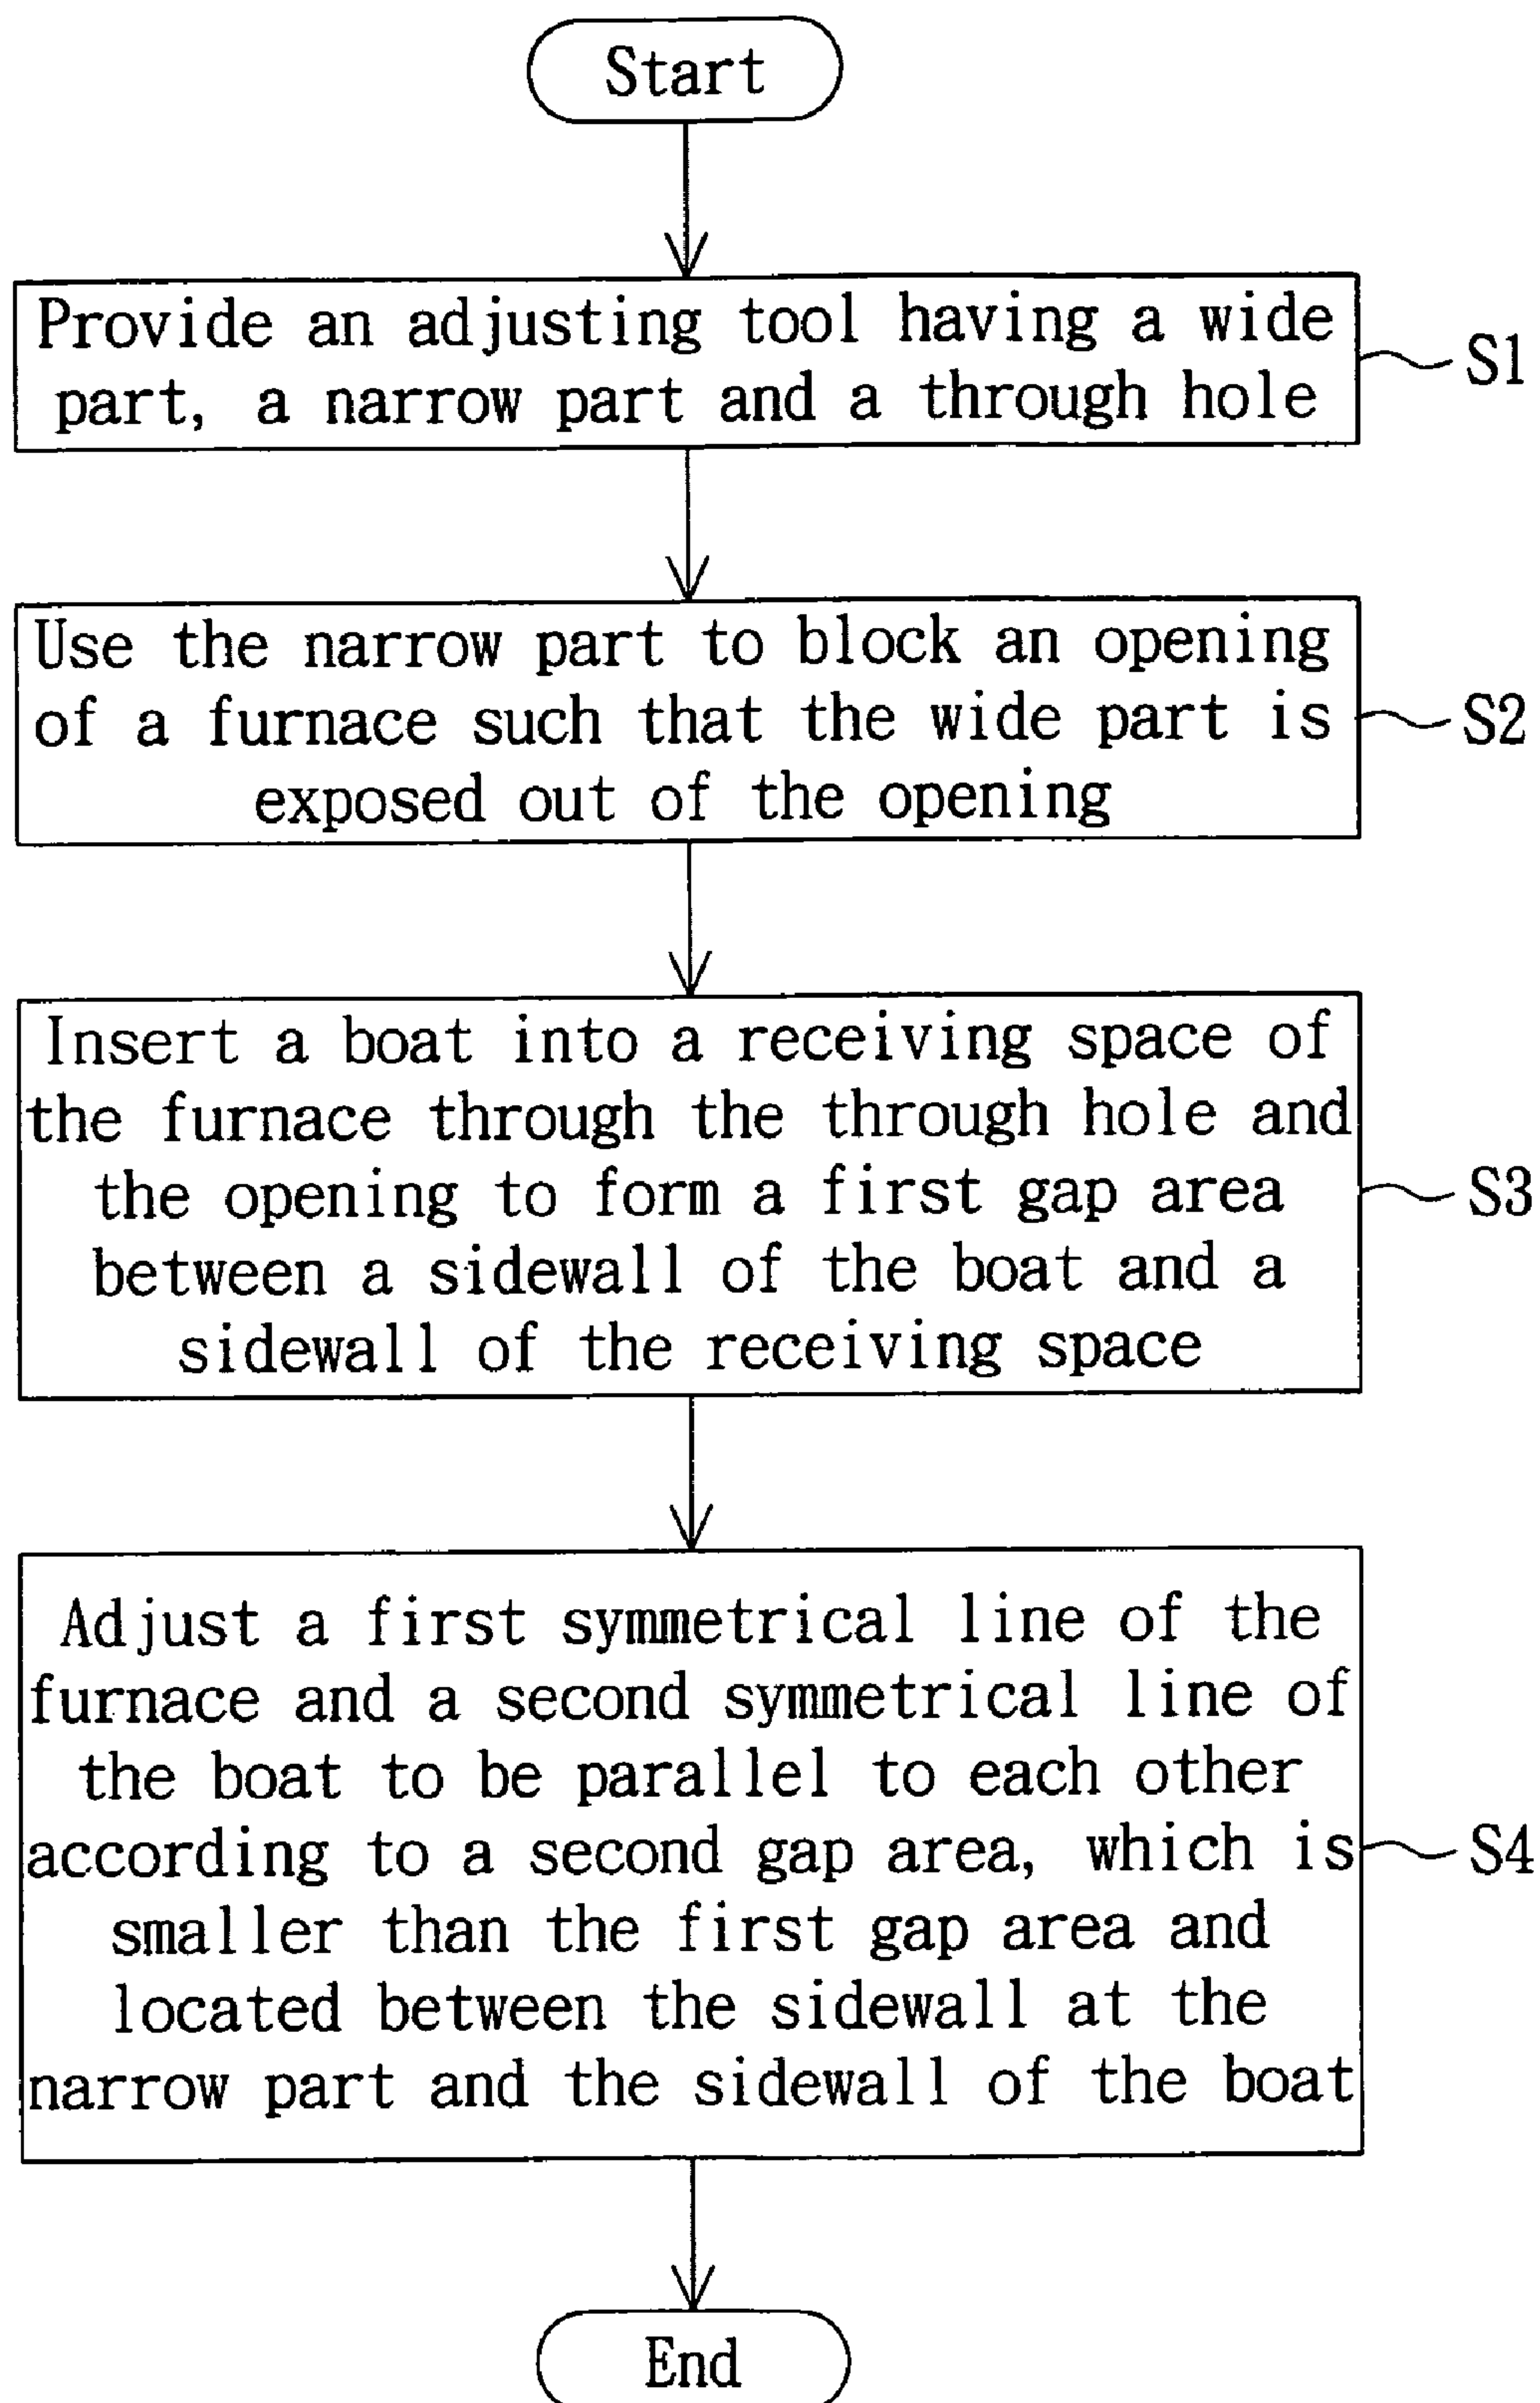 Start
Provide an adjusting tool having a wide
part, a narrow part and a through hole
S1
Use the narrow part to block an opening
of a furnace such that the wide part is
exposed out of the opening
S2
Insert a boat into a receiving space of
the furnace through the through hole and
the opening to form a first gap area
between a sidewall of the boat and a
sidewall of the receiving space
S3
Adjust a first symmetrical line of the
furnace and a second symmetrical line of
the boat to be parallel to each other
according to a second gap area, which is
smaller than the first gap area and
located between the sidewall at the
narrow part and the sidewall of the boat
S4
End